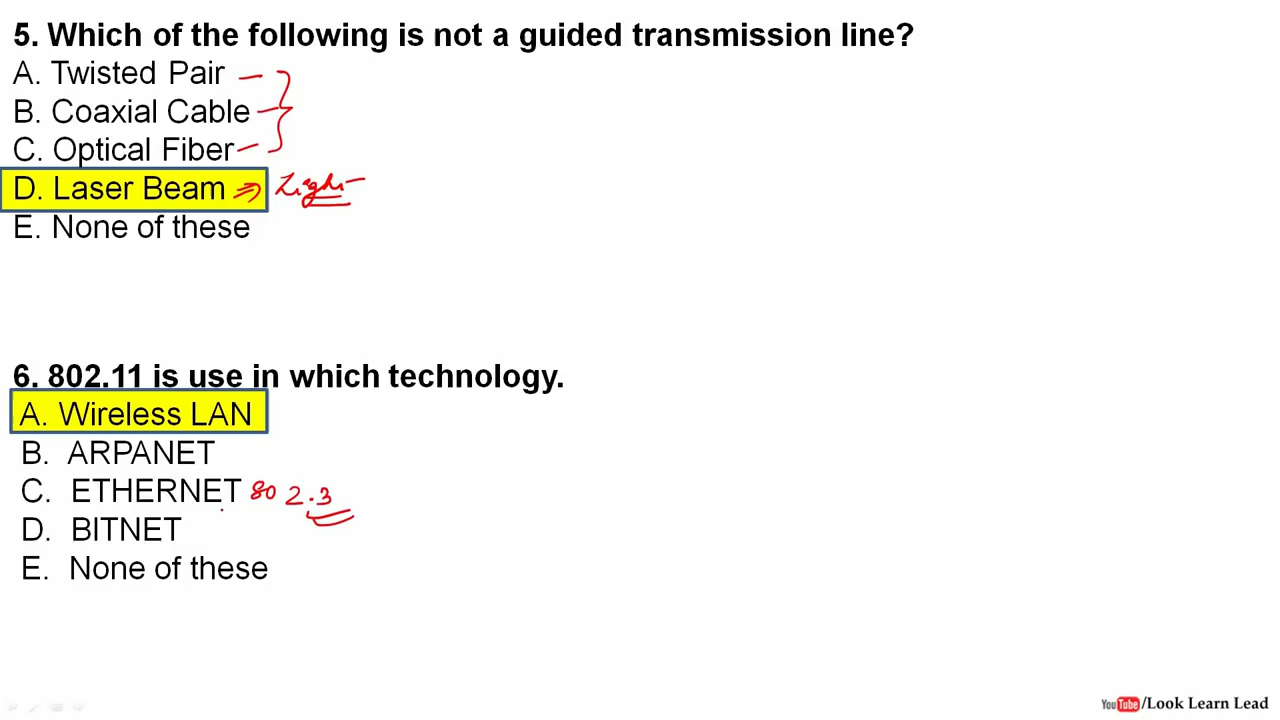 5. Which of the following is not a guided transmission line?
A. Twisted Pair
B. Coaxial Cable
C. Optical Fiber
D. Laser Beam Light
E. None of these
6. 802.11 is use in which technology.
A. Wireless LAN
B. ARPANET
C. ETHERNET 802.3
D. BITNET
E. None of these
YouTube/Look Learn Lead